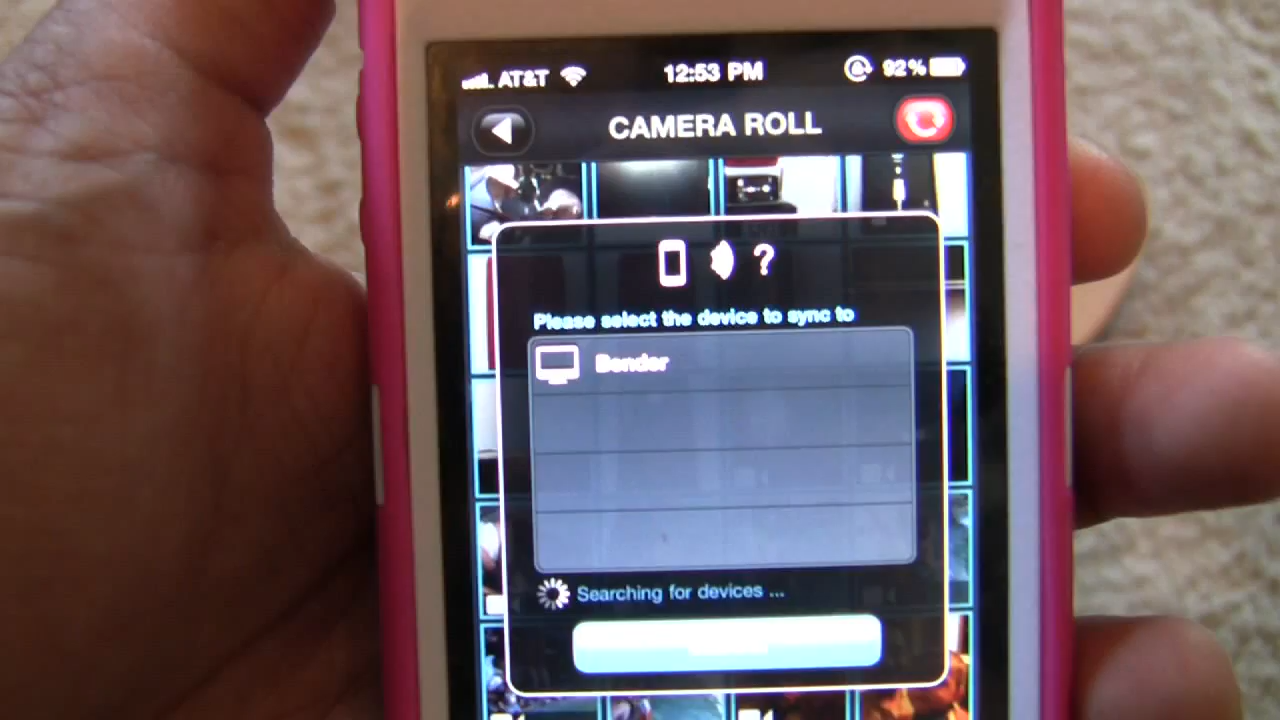 AT&T 12:53 PM 92%
CAMERA ROLL
?
Please select the device to sync to
Bender
Searching for devices ...